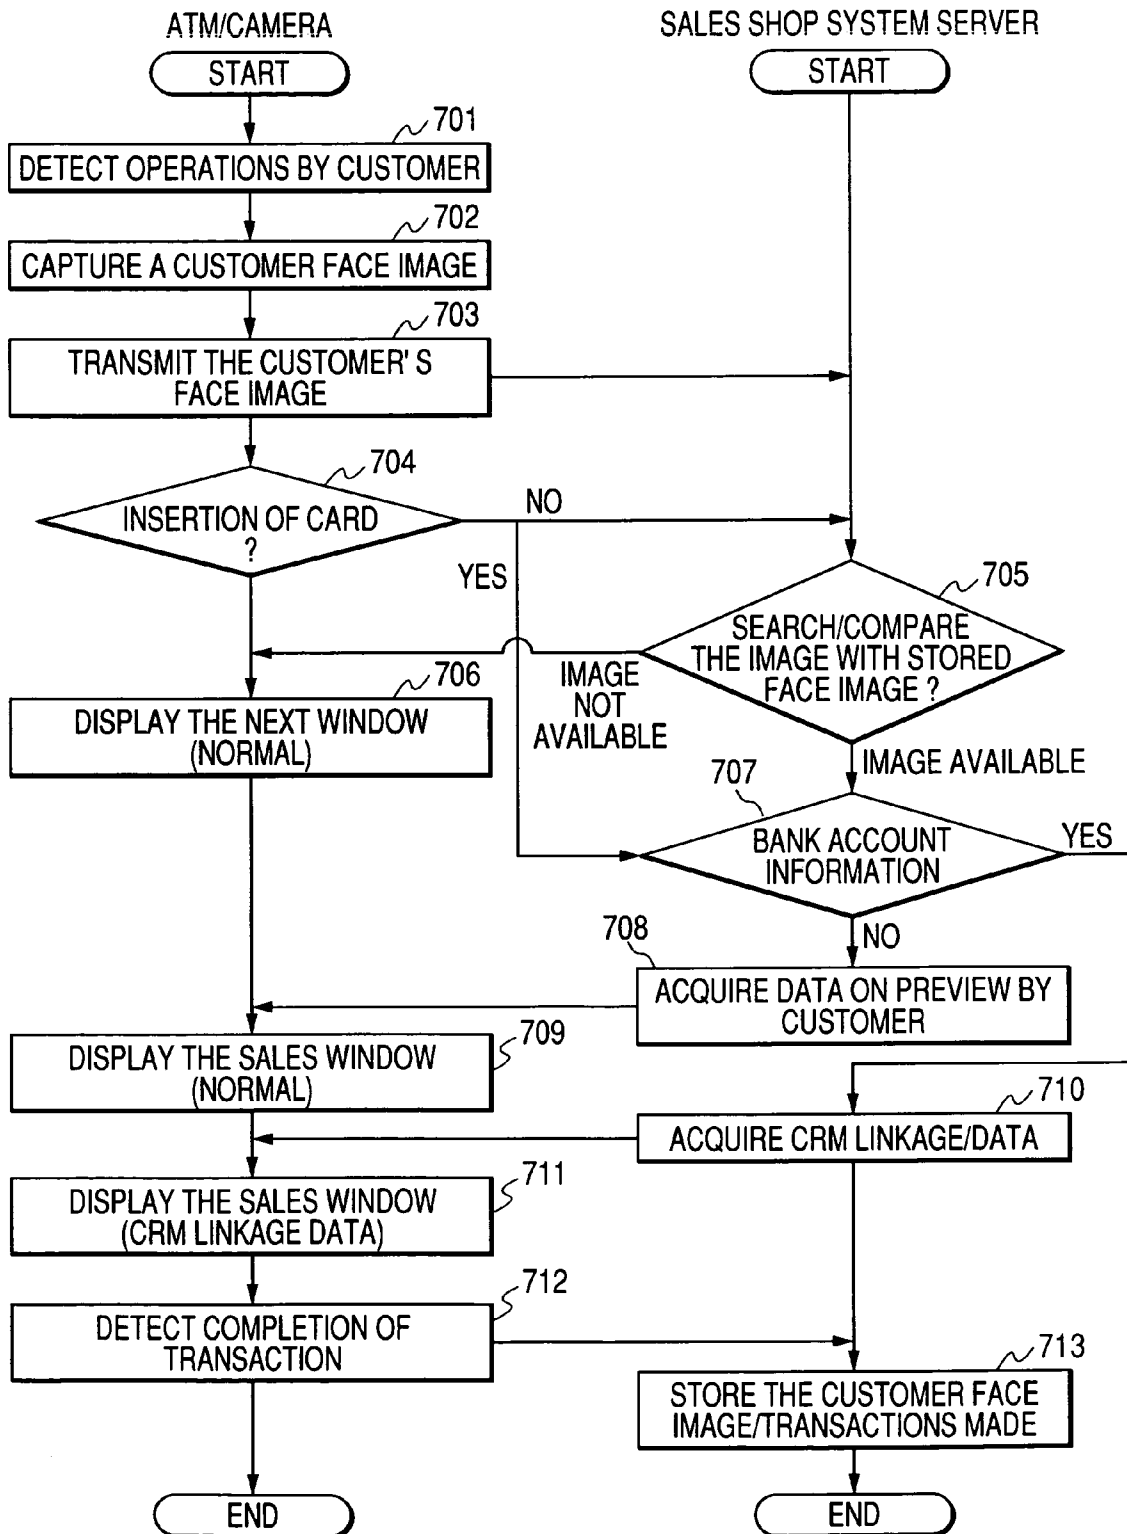 ATM/CAMERA
SALES SHOP SYSTEM SERVER
START
START
701
DETECT OPERATIONS BY CUSTOMER
702
CAPTURE A CUSTOMER FACE IMAGE
703
TRANSMIT THE CUSTOMER'S
FACE IMAGE
704
INSERTION OF CARD
?
NO
YES
705
SEARCH/COMPARE
THE IMAGE WITH STORED
FACE IMAGE ?
IMAGE
NOT
AVAILABLE
706
DISPLAY THE NEXT WINDOW
(NORMAL)
IMAGE AVAILABLE
707
BANK ACCOUNT
INFORMATION
YES
NO
708
ACQUIRE DATA ON PREVIEW BY
CUSTOMER
709
DISPLAY THE SALES WINDOW
(NORMAL)
710
ACQUIRE CRM LINKAGE/DATA
711
DISPLAY THE SALES WINDOW
(CRM LINKAGE DATA)
712
DETECT COMPLETION OF
TRANSACTION
713
STORE THE CUSTOMER FACE
IMAGE/TRANSACTIONS MADE
END
END